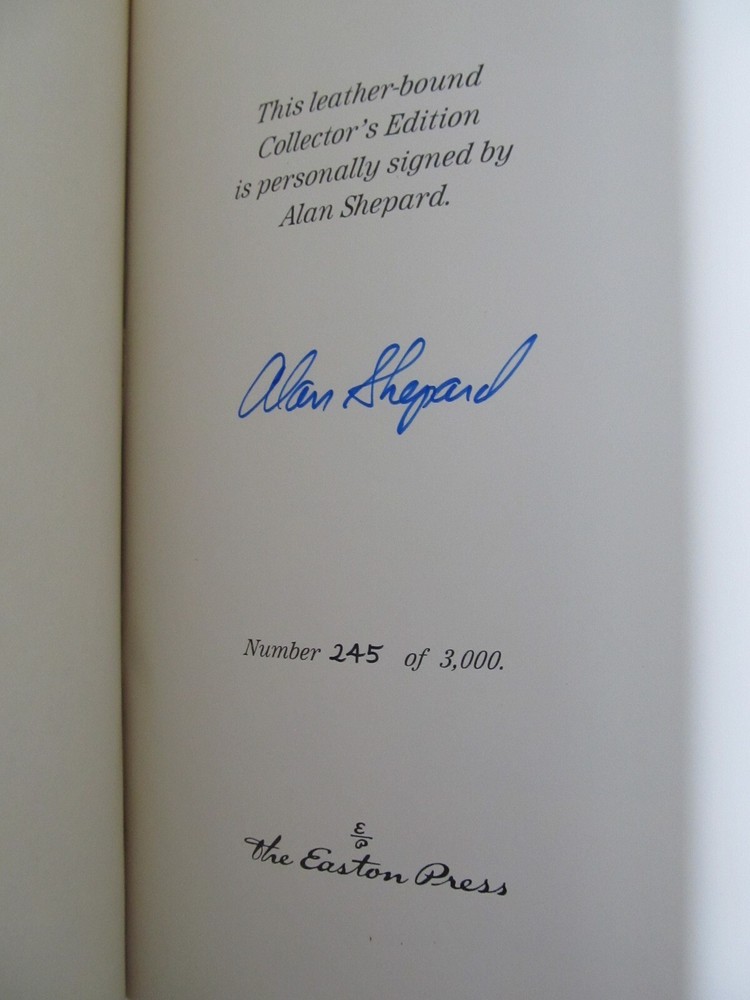 This leather-bound
Collector's Edition
is personally signed by
Alan Shepard.
Alan Shepard
Number 245 of 3,000.
E
P
the Easton Press